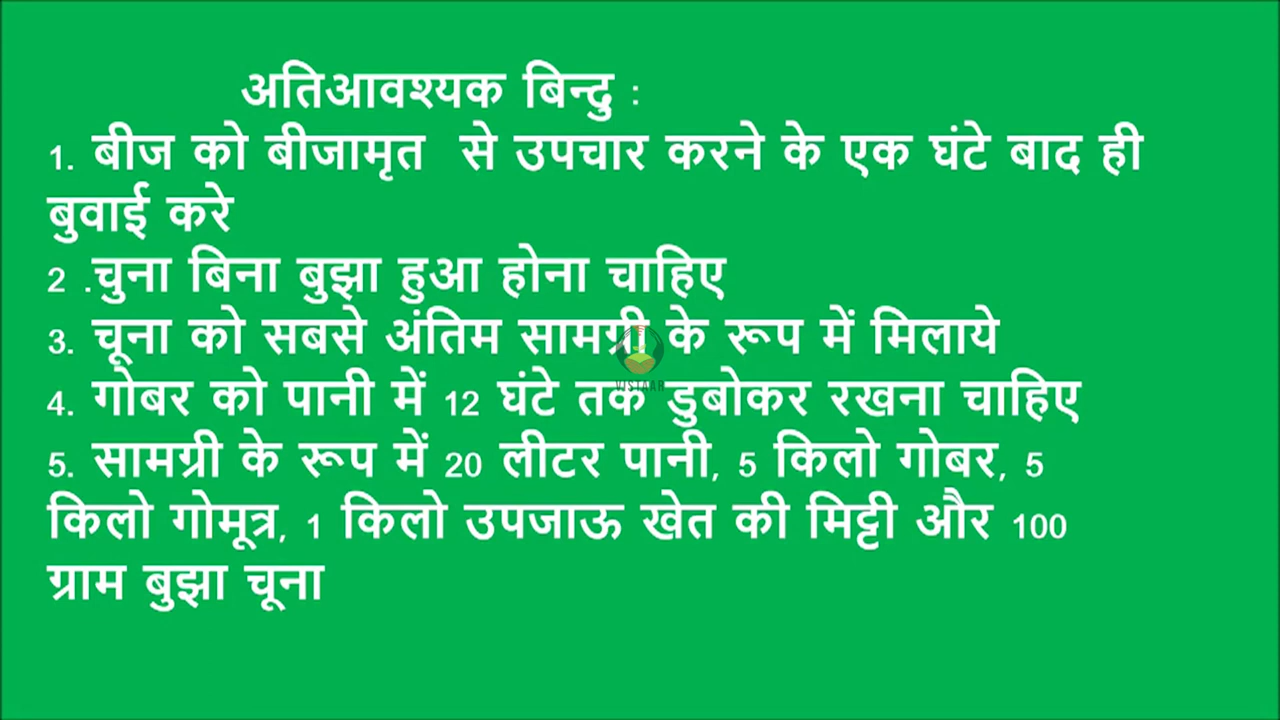 अतिआवश्यक बिन्दु :
1. बीज को बीजामृत से उपचार करने के एक घंटे बाद ही
बुवाई करे
2 .चुना बिना बुझा हुआ होना चाहिए
3. चूना को सबसे अंतिम सामग्री के रूप में मिलाये
VISTAAR
4. गोबर को पानी में 12 घंटे तक डुबोकर रखना चाहिए
5. सामग्री के रूप में 20 लीटर पानी, 5 किलो गोबर, 5
किलो गोमूत्र, 1 किलो उपजाऊ खेत की मिट्टी और 100
ग्राम बुझा चूना